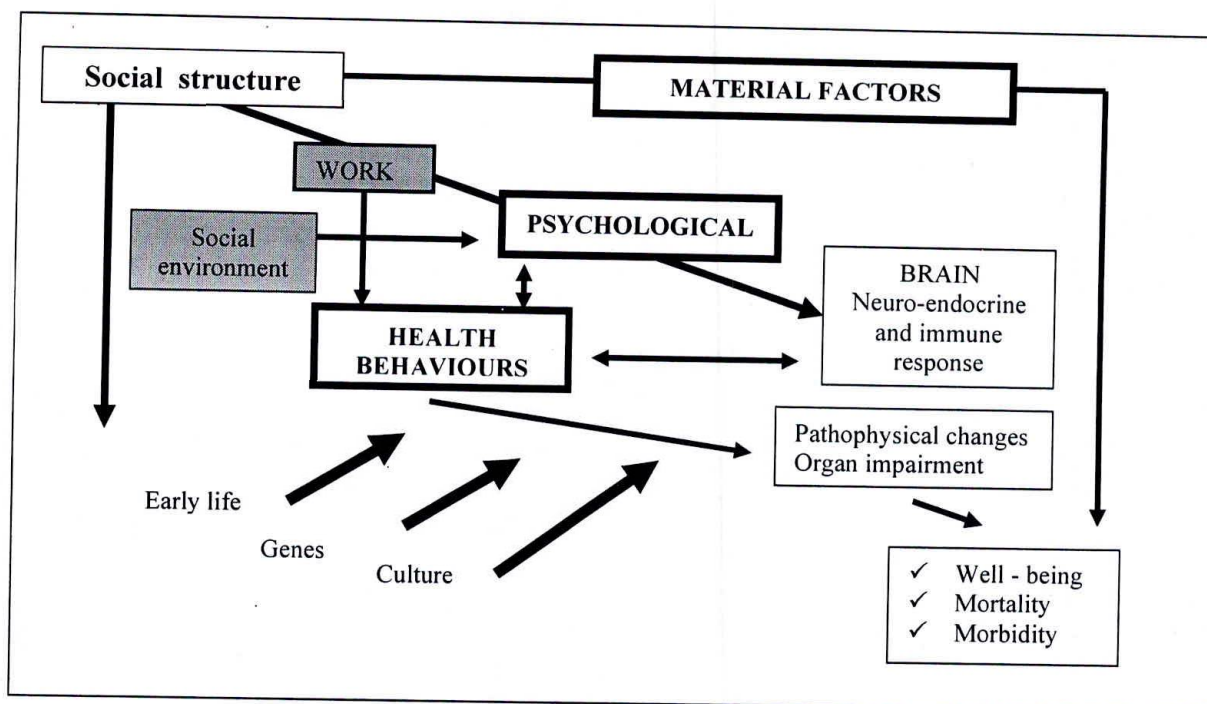 Social structure
MATERIAL FACTORS
WORK
PSYCHOLOGICAL
Social
environment
BRAIN
Neuro-endocrine
and immune
response
HEALTH
BEHAVIOURS
Pathophysical changes
Organ impairment
Early life
Genes
Culture
✓ Well - being
✓ Mortality
✓ Morbidity